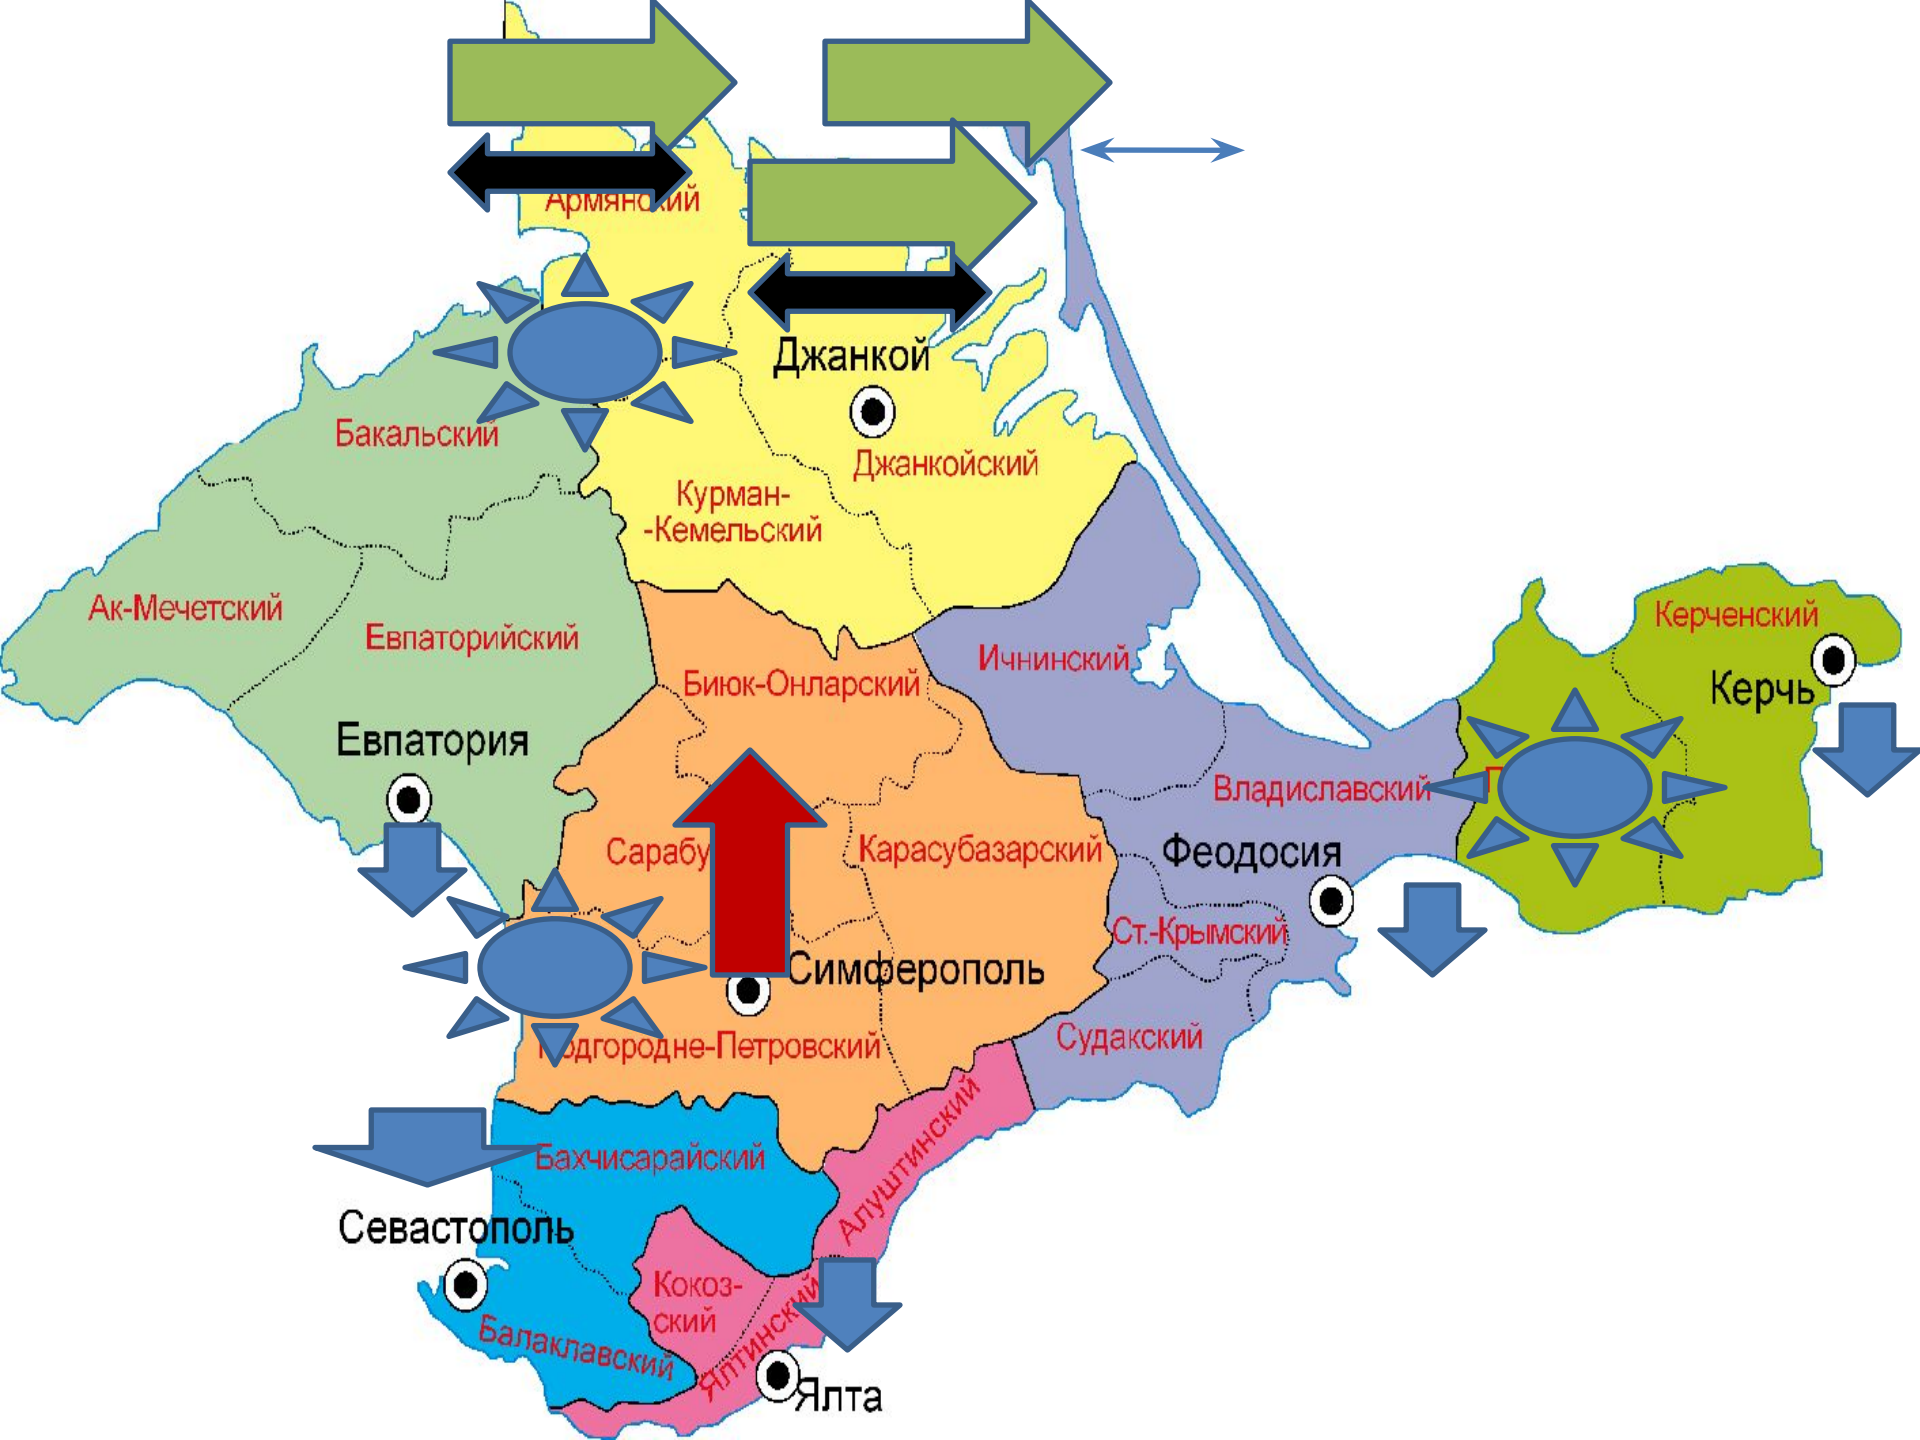 Армянский
Джанкой
Бакальский
Джанкойский
Курман-
-Кемельский
Ак-Мечетский
Евпаторийский
Керченский
Ичнинский
Биюк-Онларский
Керчь
Евпатория
Владиславский
Сарабу
Карасубазарский
Феодосия
Ст.-Крымский
Симферополь
Судакский
одгородне-Петровский
Бахчисарайский
Алуштинский
Севастополь
Кокоз-
ский
Балаклавский
Ялтинский
Ялта